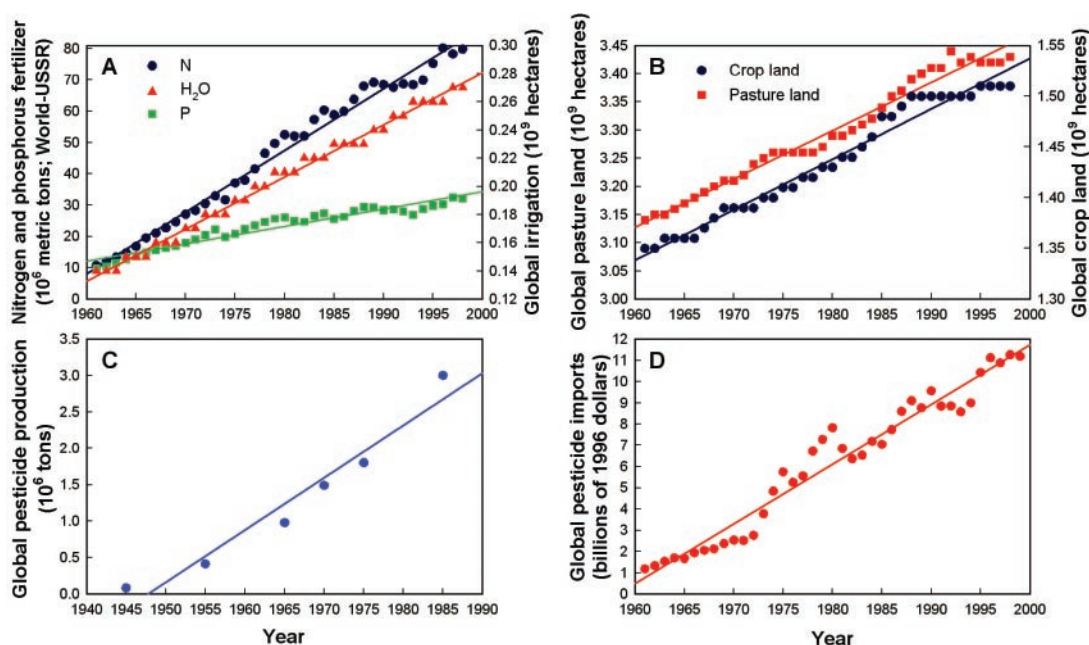 A
N
H2O
P
Nitrogen and phosphorus fertilizer
(10^6 metric tons; World-USSR)
80
70
60
50
40
30
20
10
0
Global irrigation (10^9 hectares)
0.30
0.28
0.26
0.24
0.22
0.20
0.18
0.16
0.14
0.12
1960 1965 1970 1975 1980 1985 1990 1995 2000
B
Crop land
Pasture land
Global pasture land (10^9 hectares)
3.45
3.40
3.35
3.30
3.25
3.20
3.15
3.10
3.05
3.00
Global crop land (10^9 hectares)
1.55
1.50
1.45
1.40
1.35
1.30
1960 1965 1970 1975 1980 1985 1990 1995 2000
C
Global pesticide production
(10^6 tons)
3.5
3.0
2.5
2.0
1.5
1.0
0.5
0.0
1940 1945 1950 1955 1960 1965 1970 1975 1980 1985 1990
Year
D
Global pesticide imports
(billions of 1996 dollars)
12
11
10
9
8
7
6
5
4
3
2
1
0
1960 1965 1970 1975 1980 1985 1990 1995 2000
Year